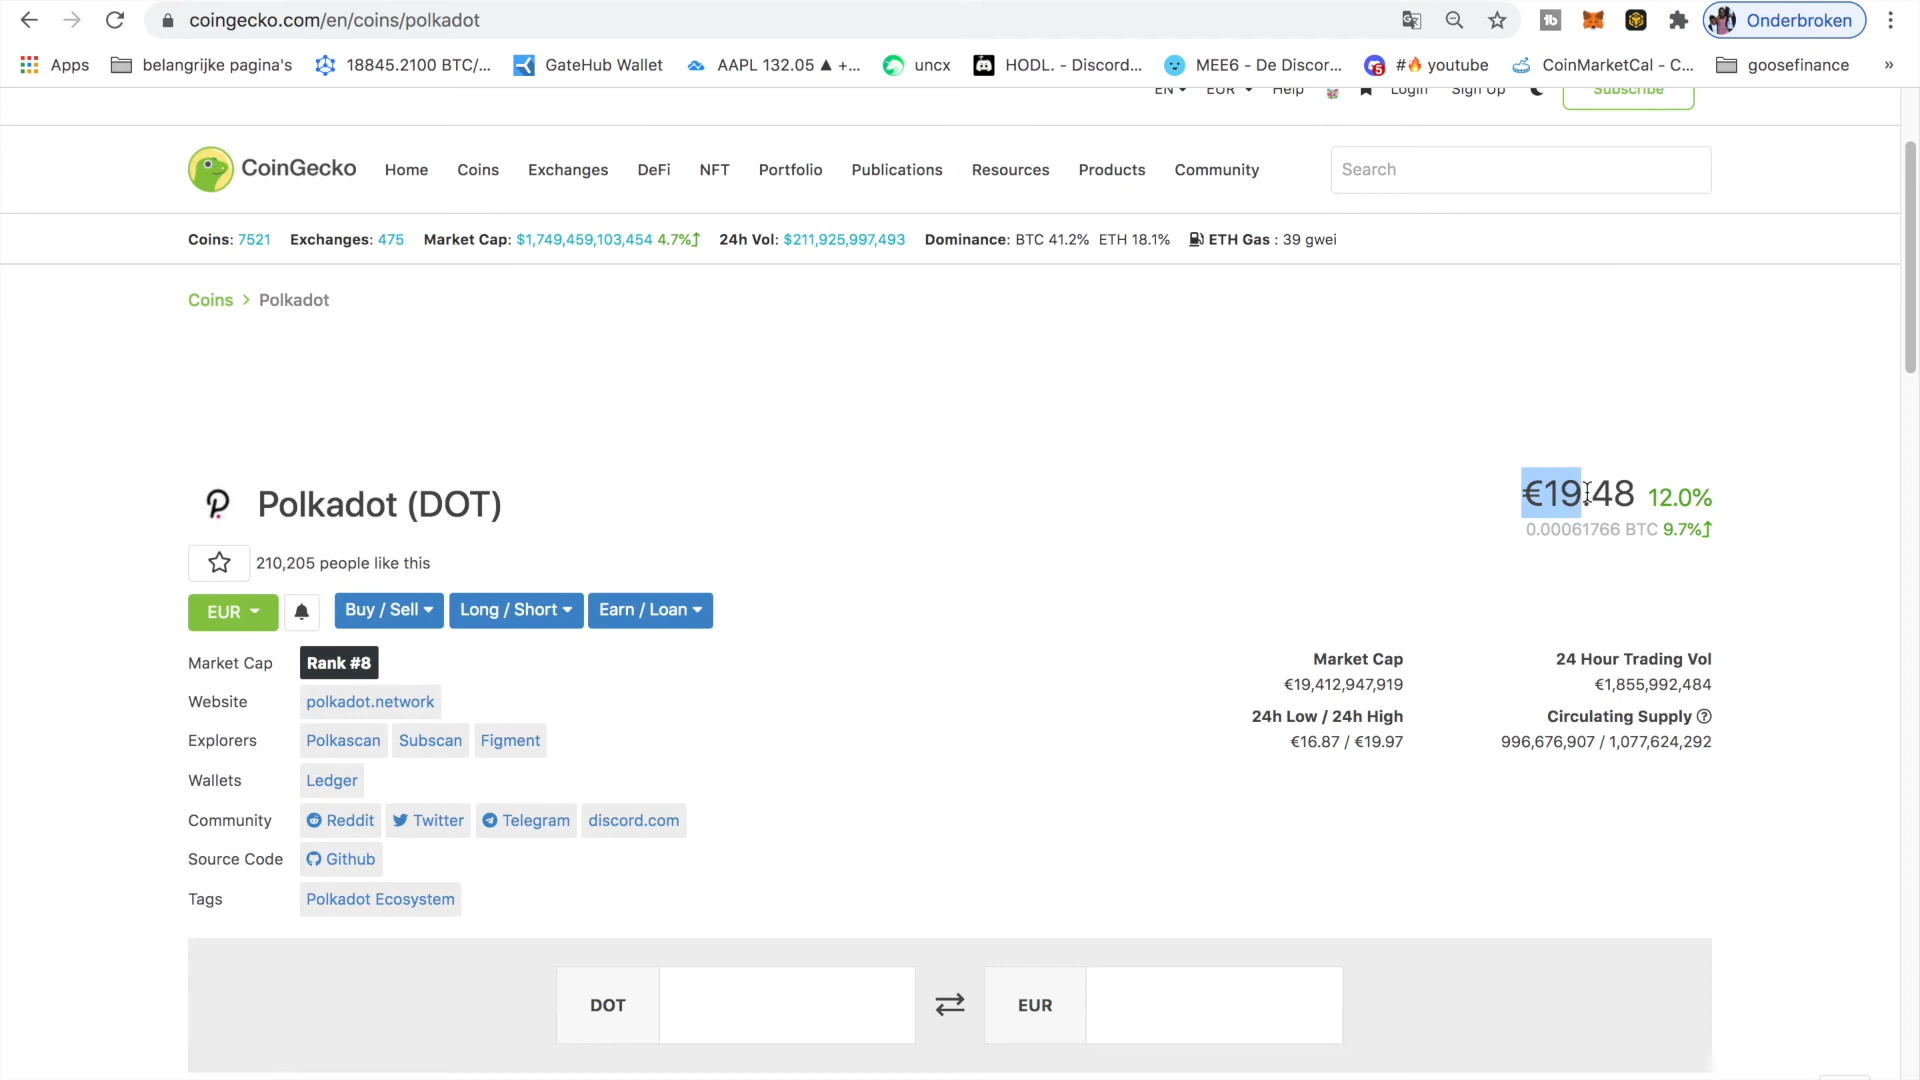 coingecko.com/en/coins/polkadot
Onderbroken
Apps belangrijke pagina's 18845.2100 BTC/... GateHub Wallet AAPL 132.05 ▲ +... uncx HODL. - Discord... MEE6 - De Discor... #🔥 youtube CoinMarketCal - C... goosefinance »
EN EUR Help Login Sign Up Subscribe
CoinGecko Home Coins Exchanges DeFi NFT Portfolio Publications Resources Products Community Search
Coins: 7521 Exchanges: 475 Market Cap: $1,749,459,103,454 4.7% 24h Vol: $211,925,997,493 Dominance: BTC 41.2% ETH 18.1% ETH Gas : 39 gwei
Coins > Polkadot
Polkadot (DOT)
€19.48 12.0%
0.00061766 BTC 9.7%
210,205 people like this
EUR Buy / Sell Long / Short Earn / Loan
Market Cap Rank #8
Website polkadot.network
Explorers Polkascan Subscan Figment
Wallets Ledger
Community Reddit Twitter Telegram discord.com
Source Code Github
Tags Polkadot Ecosystem
Market Cap 24 Hour Trading Vol
€19,412,947,919 €1,855,992,484
24h Low / 24h High Circulating Supply
€16.87 / €19.97 996,676,907 / 1,077,624,292
DOT EUR